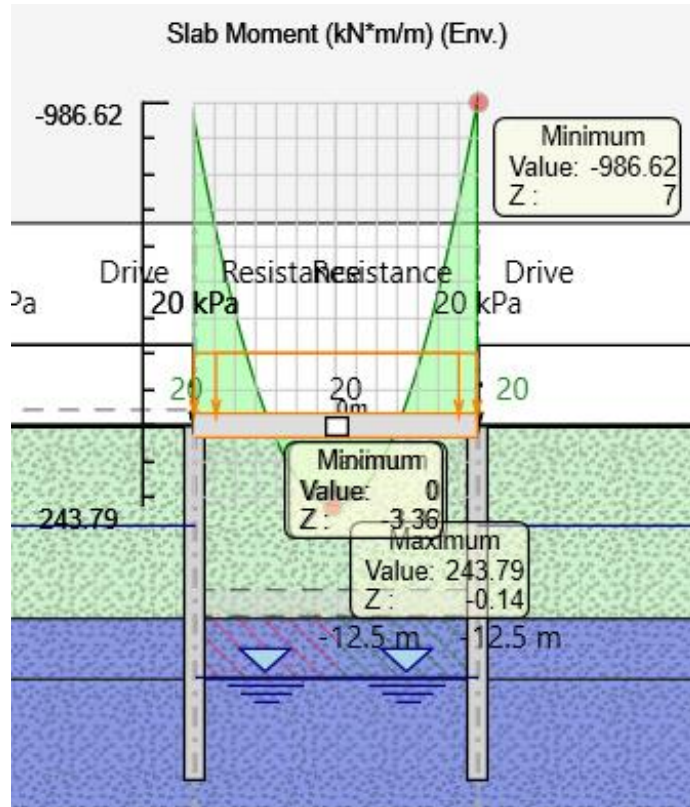 Slab Moment (kN*m/m) (Env.)
-986.62
Minimum
Value: -986.62
Z : 7
Drive Resistance Resistance Drive
Pa 20 kPa 20 kPa
20 20 20
0m
Minimum
Value: 0
Z : -3.36
243.79
Maximum
Value: 243.79
Z : -0.14
-12.5 m -12.5 m